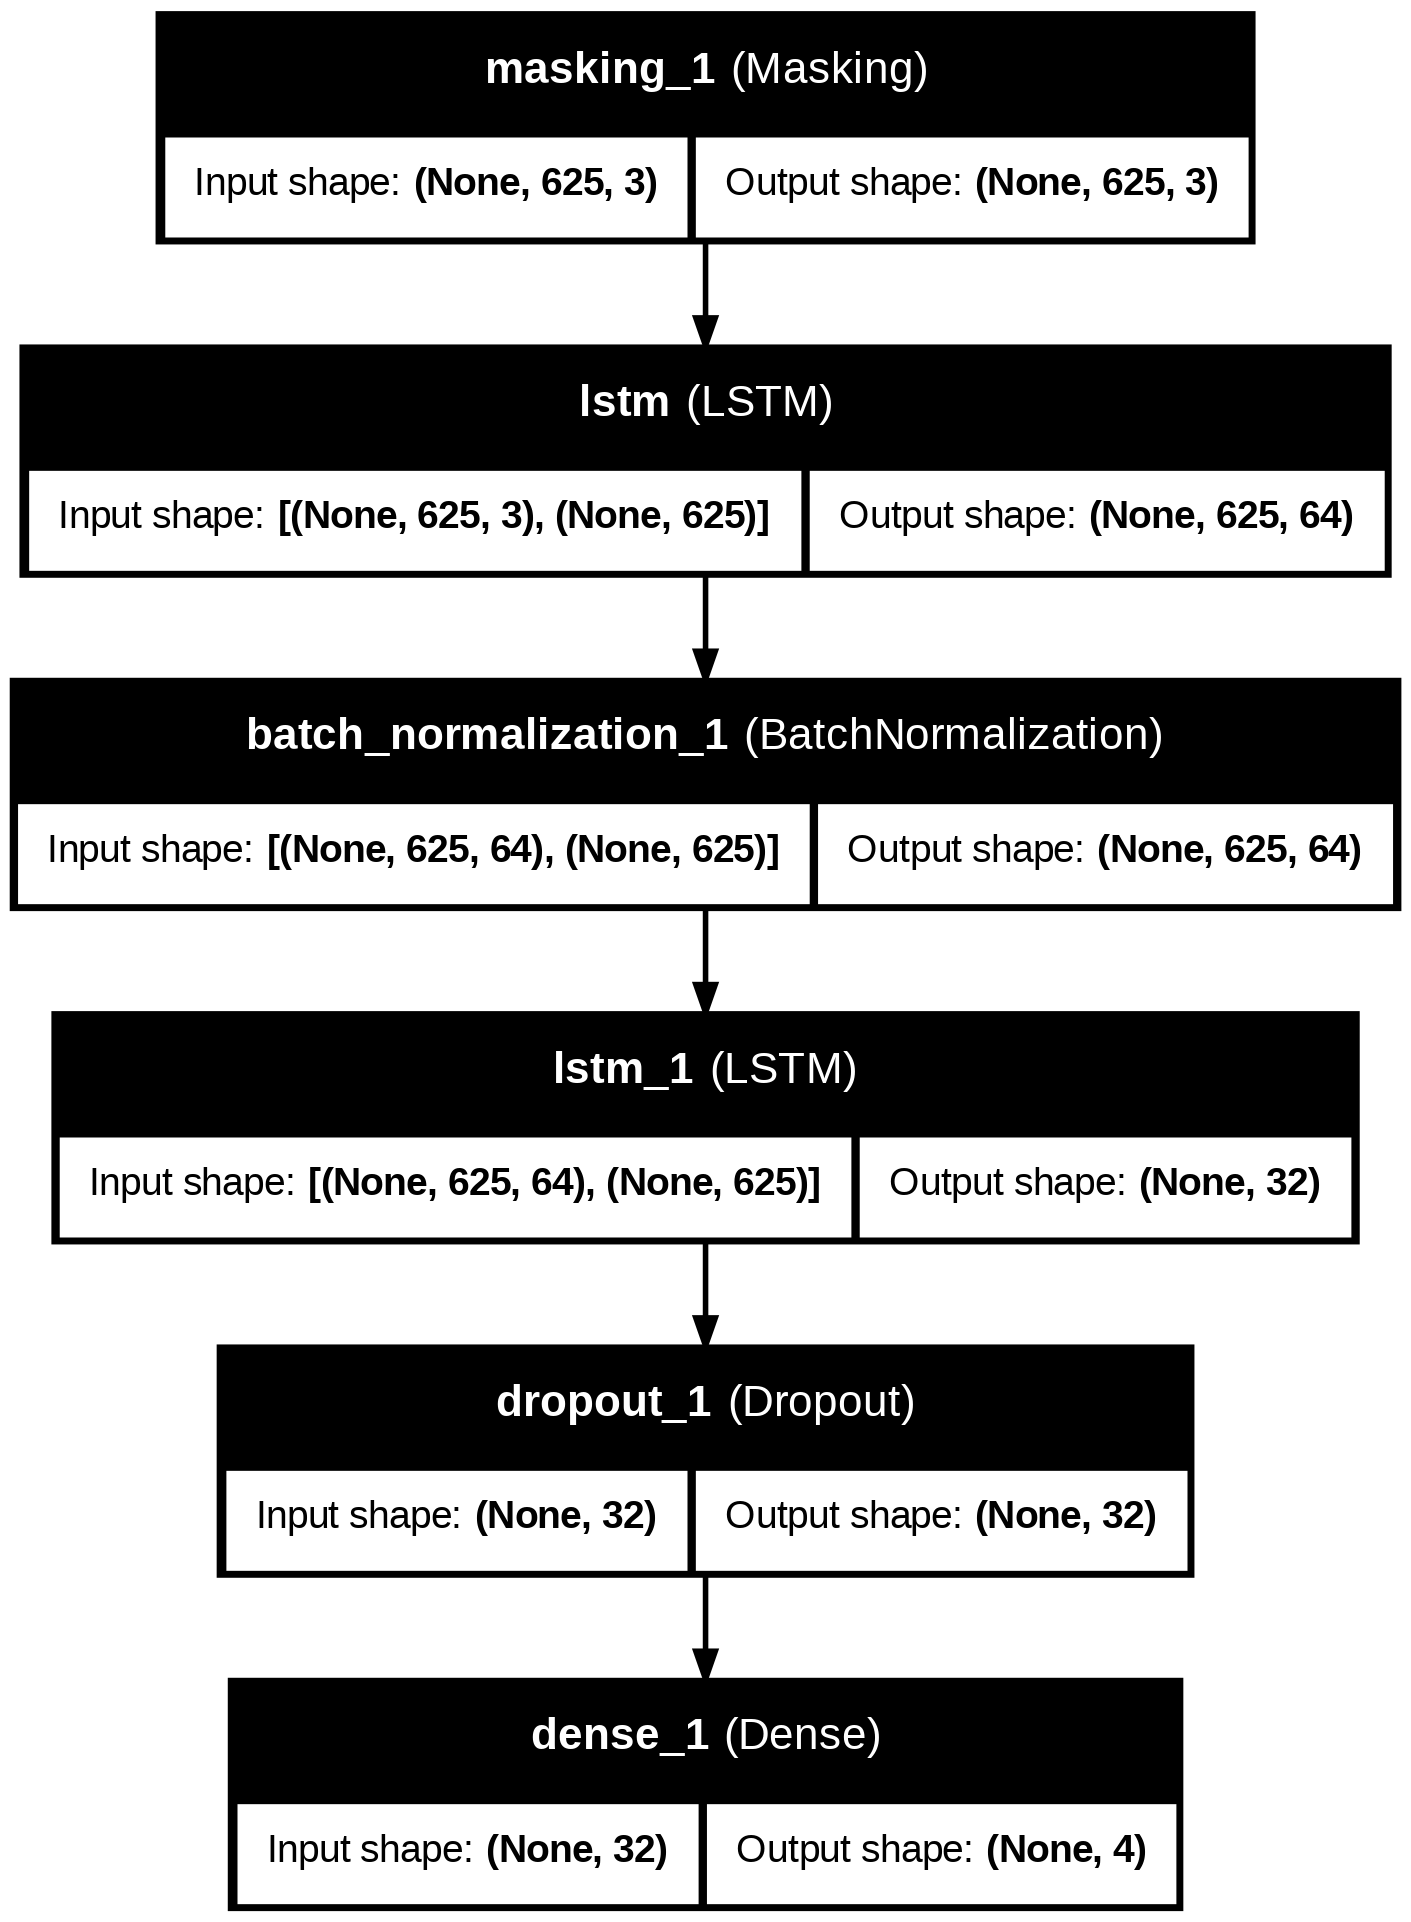 masking_1 (Masking)
Input shape: (None, 625, 3) Output shape: (None, 625, 3)
lstm (LSTM)
Input shape: [(None, 625, 3), (None, 625)] Output shape: (None, 625, 64)
batch_normalization_1 (BatchNormalization)
Input shape: [(None, 625, 64), (None, 625)] Output shape: (None, 625, 64)
lstm_1 (LSTM)
Input shape: [(None, 625, 64), (None, 625)] Output shape: (None, 32)
dropout_1 (Dropout)
Input shape: (None, 32) Output shape: (None, 32)
dense_1 (Dense)
Input shape: (None, 32) Output shape: (None, 4)